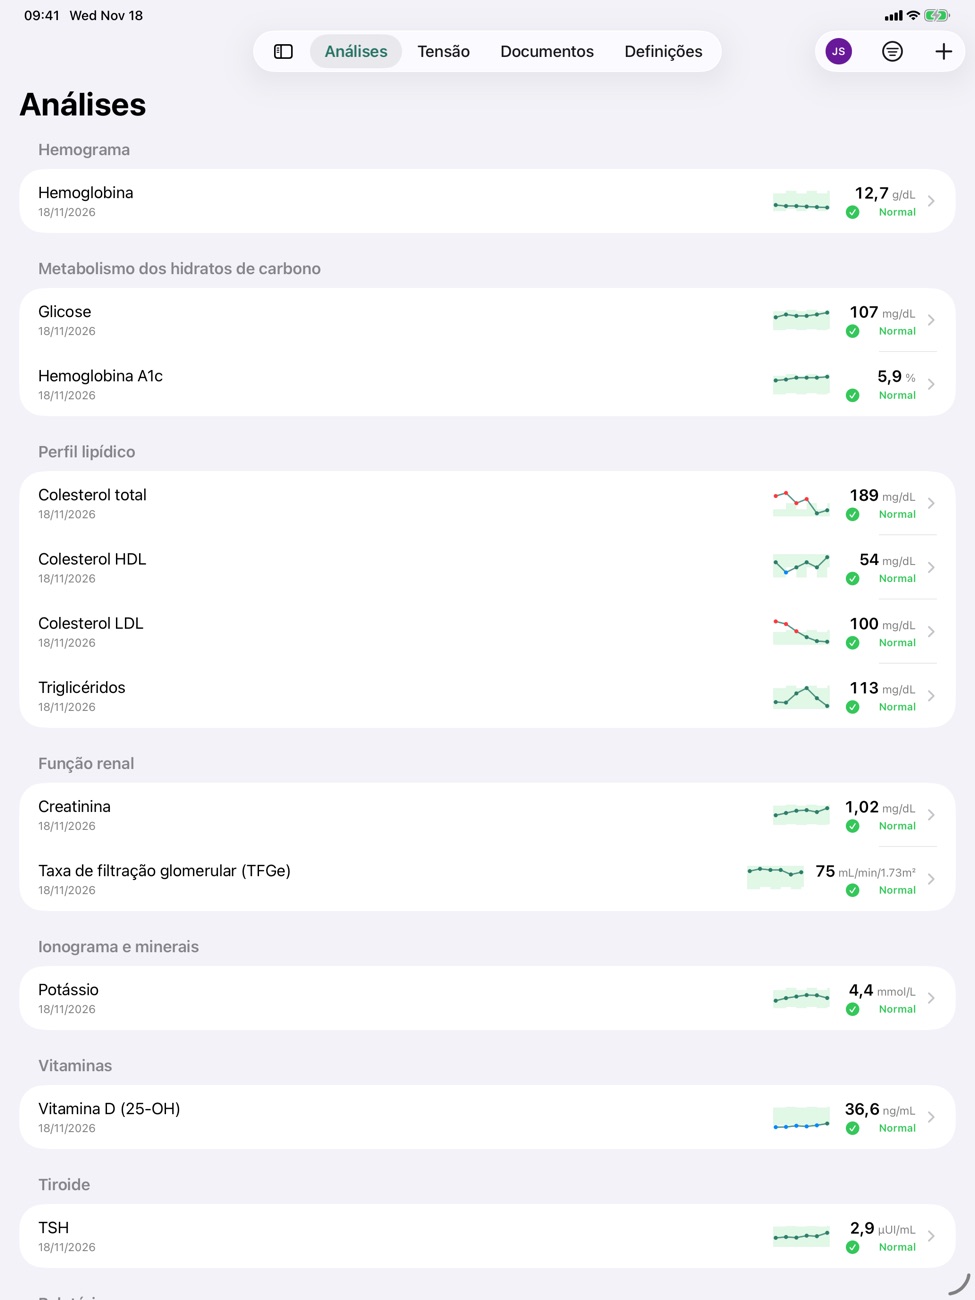 09:41 Wed Nov 18
Análises Tensão Documentos Definições
JS
Análises
Hemograma
Hemoglobina 12,7 g/dL
18/11/2026 Normal
Metabolismo dos hidratos de carbono
Glicose 107 mg/dL
18/11/2026 Normal
Hemoglobina A1c 5,9 %
18/11/2026 Normal
Perfil lipídico
Colesterol total 189 mg/dL
18/11/2026 Normal
Colesterol HDL 54 mg/dL
18/11/2026 Normal
Colesterol LDL 100 mg/dL
18/11/2026 Normal
Triglicéridos 113 mg/dL
18/11/2026 Normal
Função renal
Creatinina 1,02 mg/dL
18/11/2026 Normal
Taxa de filtração glomerular (TFGe) 75 mL/min/1.73m²
18/11/2026 Normal
Ionograma e minerais
Potássio 4,4 mmol/L
18/11/2026 Normal
Vitaminas
Vitamina D (25-OH) 36,6 ng/mL
18/11/2026 Normal
Tiroide
TSH 2,9 µUI/mL
18/11/2026 Normal